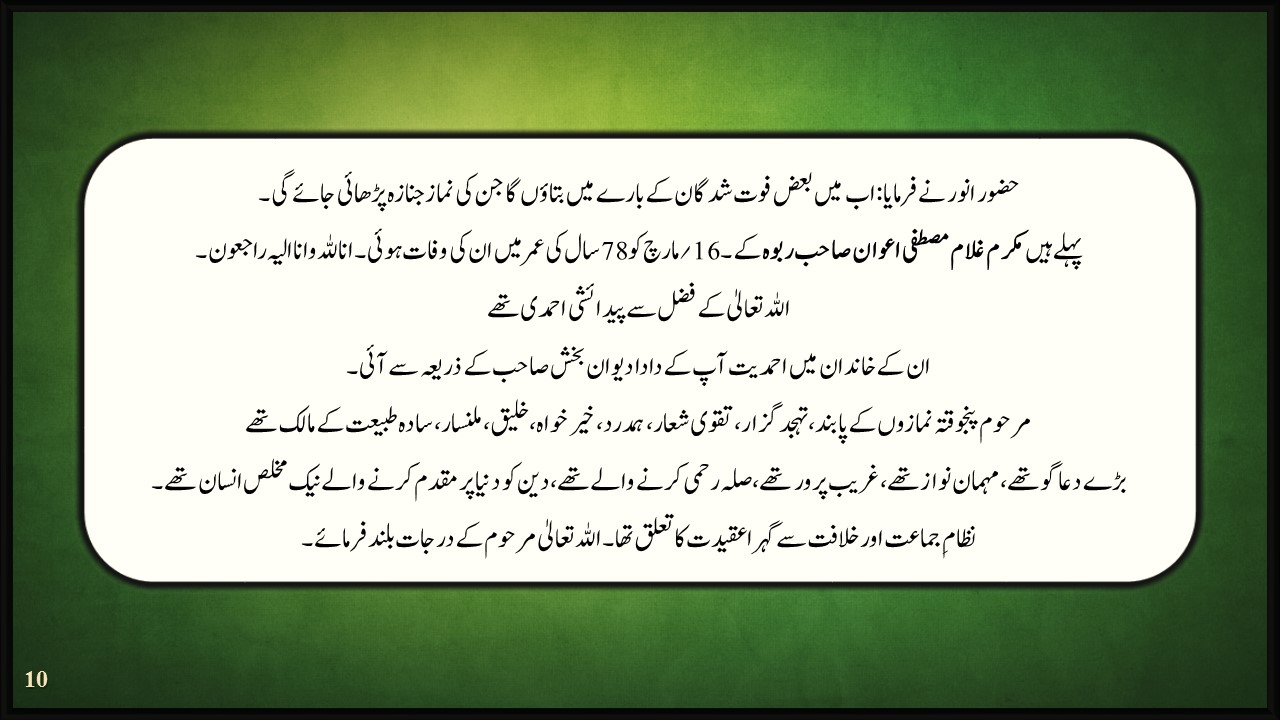 حضور انور نے فرمایا: اب میں بعض فوت شدگان کے بارے میں بتاؤں گا جن کی نماز جنازہ پڑھائی جائے گی۔
پہلے ہیں مکرم غلام مصطفٰی اعوان صاحب ربوہ کے۔ 16؍مارچ کو 78 سال کی عمر میں ان کی وفات ہوئی۔ اناللہ وانا الیہ راجعون۔
اللہ تعالیٰ کے فضل سے پیدائشی احمدی تھے
ان کے خاندان میں احمدیت آپ کے دادا دیوان بخش صاحب کے ذریعہ سے آئی۔
مرحوم پنجوقتہ نمازوں کے پابند، تہجد گزار، تقویٰ شعار، ہمدرد، خیر خواہ، خلیق، ملنسار، سادہ طبیعت کے مالک تھے
بڑے دعا گو تھے، مہمان نواز تھے، غریب پرور تھے، صلہ رحمی کرنے والے تھے، دین کو دنیا پر مقدم کرنے والے نیک مخلص انسان تھے۔
نظامِ جماعت اور خلافت سے گہرا عقیدت کا تعلق تھا۔ اللہ تعالیٰ مرحوم کے درجات بلند فرمائے۔
10